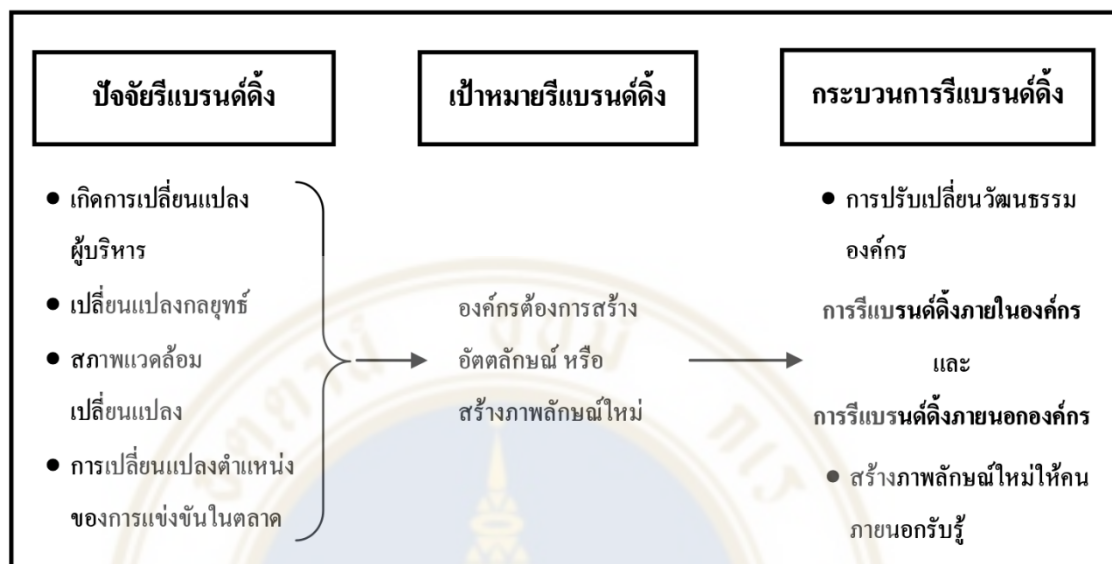 ปัจจัยรีแบรนด์ดิ้ง
เป้าหมายรีแบรนด์ดิ้ง
กระบวนการรีแบรนด์ดิ้ง
● เกิดการเปลี่ยนแปลง
ผู้บริหาร
● เปลี่ยนแปลงกลยุทธ์
● สภาพแวดล้อม
เปลี่ยนแปลง
● การเปลี่ยนแปลงตำแหน่ง
ของการแข่งขันในตลาด
องค์กรต้องการสร้าง
อัตตลักษณ์ หรือ
สร้างภาพลักษณ์ใหม่
● การปรับเปลี่ยนวัฒนธรรม
องค์กร
การรีแบรนด์ดิ้งภายในองค์กร
และ
การรีแบรนด์ดิ้งภายนอกองค์กร
● สร้างภาพลักษณ์ใหม่ให้คน
ภายนอกรับรู้